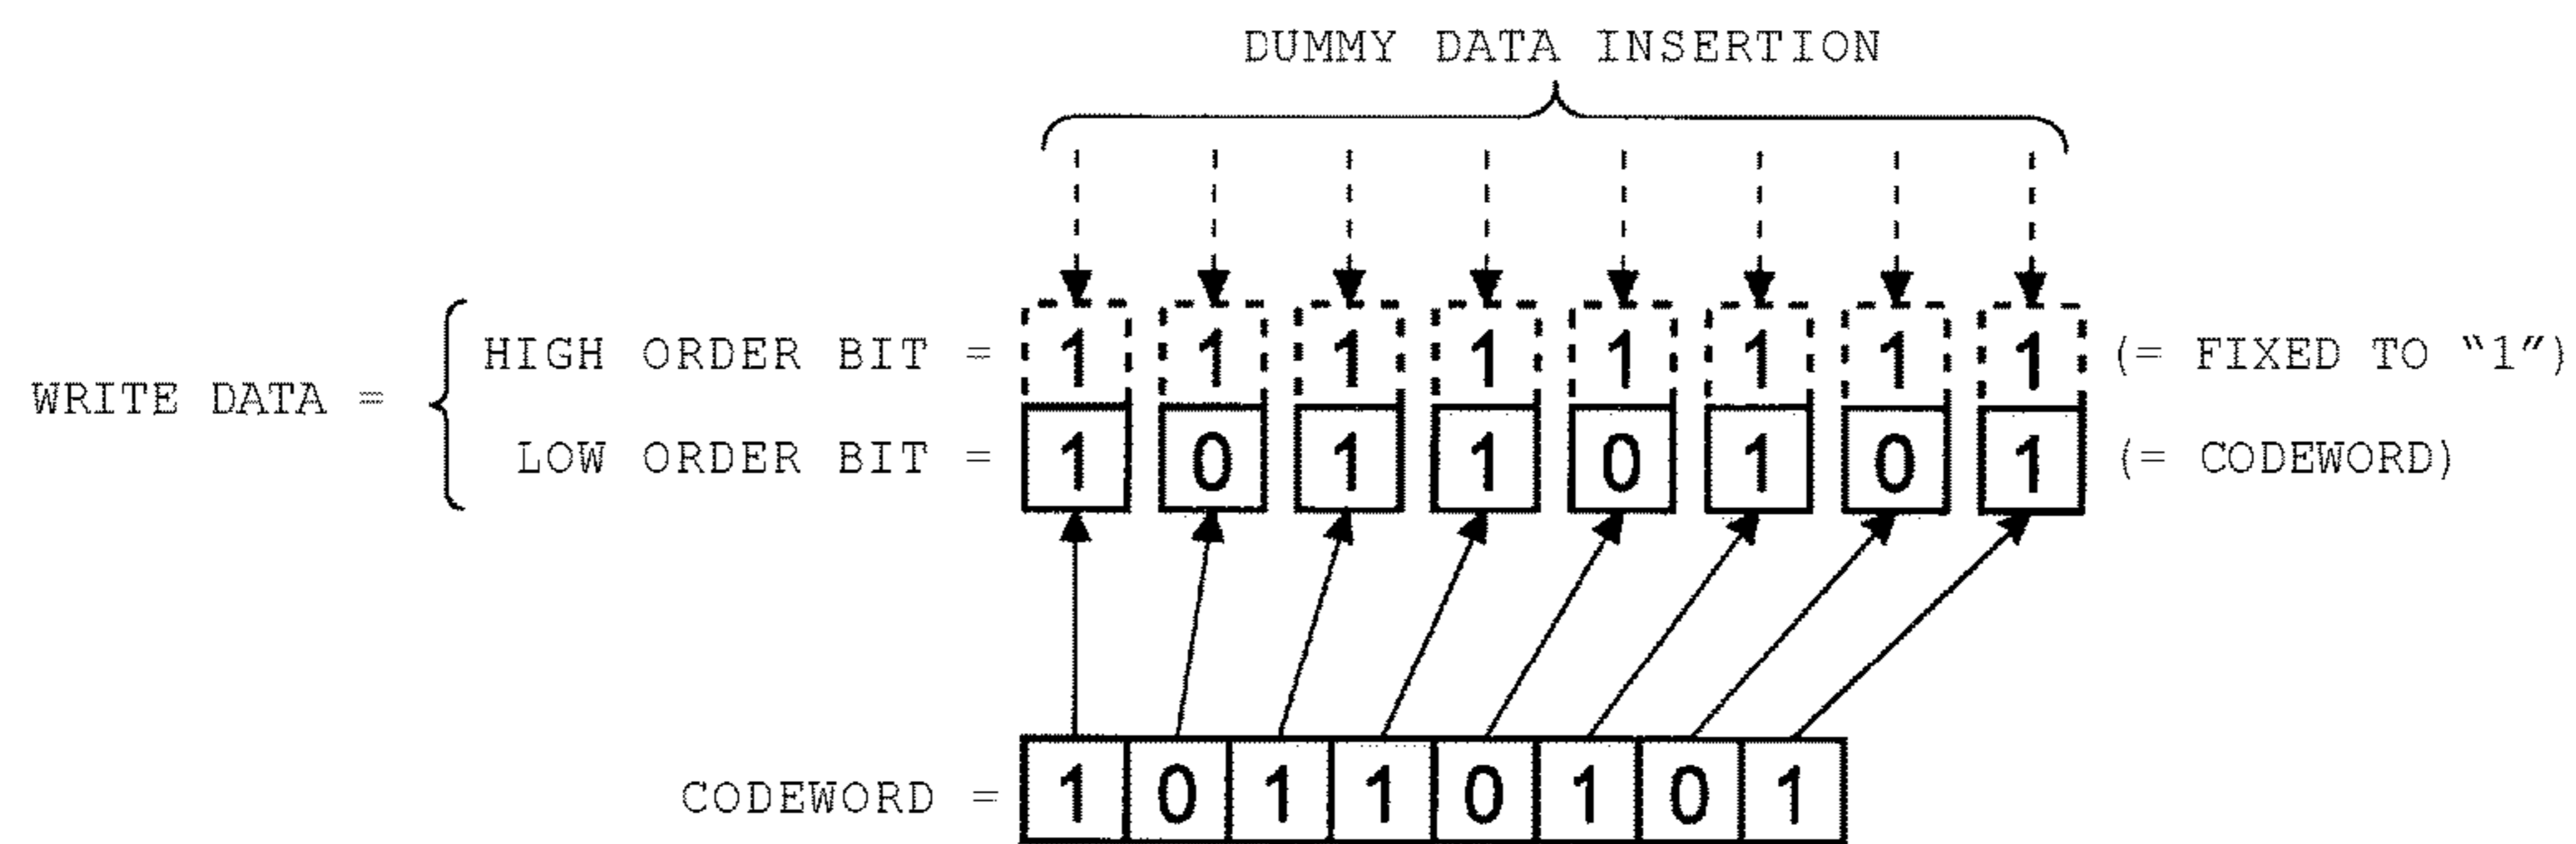 DUMMY DATA INSERTION
HIGH ORDER BIT = 1 1 1 1 1 1 1 1 (= FIXED TO “1”)
WRITE DATA =
LOW ORDER BIT = 1 0 1 1 0 1 0 1 (= CODEWORD)
CODEWORD = 1 0 1 1 0 1 0 1